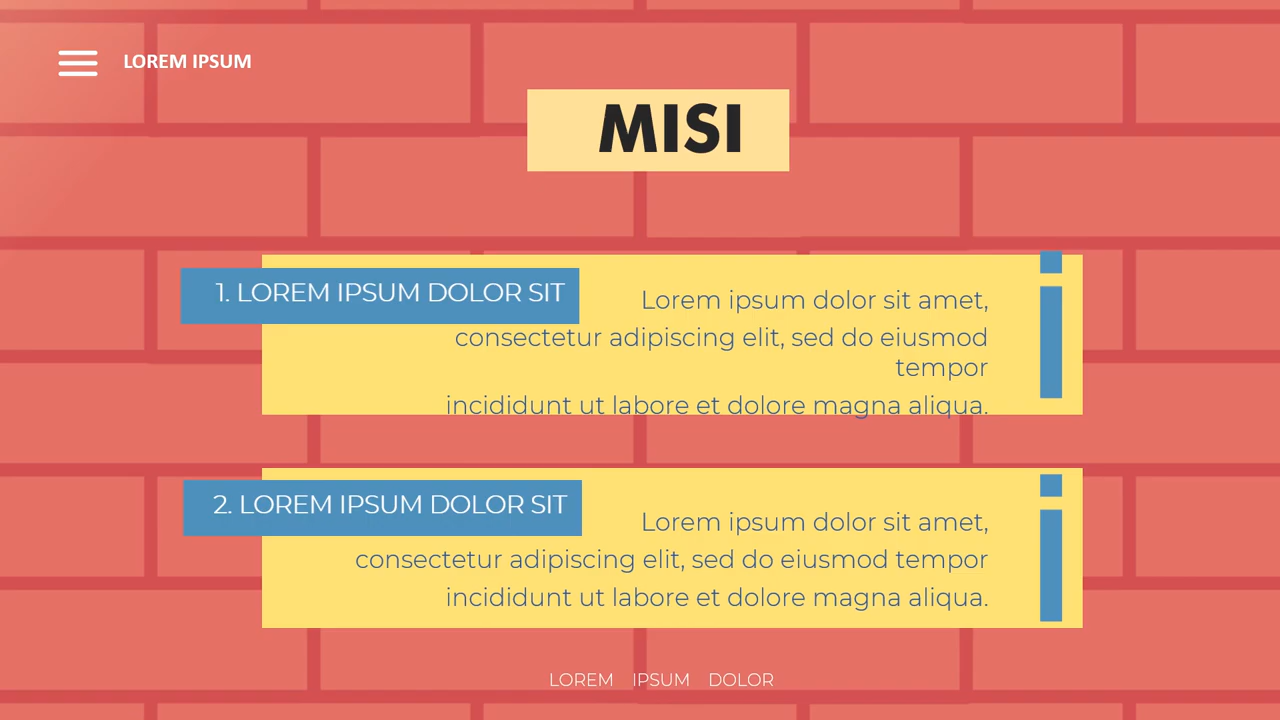 LOREM IPSUM
MISI
1. LOREM IPSUM DOLOR SIT
Lorem ipsum dolor sit amet,
consectetur adipiscing elit, sed do eiusmod
tempor
incididunt ut labore et dolore magna aliqua.
2. LOREM IPSUM DOLOR SIT
Lorem ipsum dolor sit amet,
consectetur adipiscing elit, sed do eiusmod tempor
incididunt ut labore et dolore magna aliqua.
LOREM IPSUM DOLOR